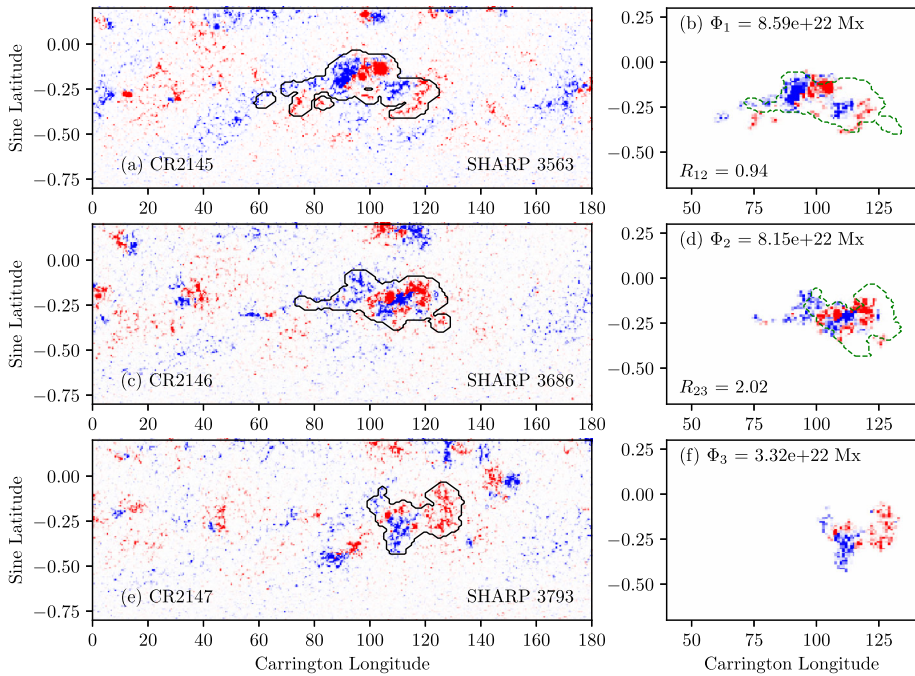 0.00
−0.25
−0.50
−0.75
Sine Latitude
(a) CR2145
SHARP 3563
0 20 40 60 80 100 120 140 160 180
0.25
0.00
−0.25
−0.50
(b) Φ1 = 8.59e+22 Mx
R12 = 0.94
50 75 100 125
0.00
−0.25
−0.50
−0.75
Sine Latitude
(c) CR2146
SHARP 3686
0 20 40 60 80 100 120 140 160 180
0.25
0.00
−0.25
−0.50
(d) Φ2 = 8.15e+22 Mx
R23 = 2.02
50 75 100 125
0.00
−0.25
−0.50
−0.75
Sine Latitude
(e) CR2147
SHARP 3793
0 20 40 60 80 100 120 140 160 180
Carrington Longitude
0.25
0.00
−0.25
−0.50
(f) Φ3 = 3.32e+22 Mx
50 75 100 125
Carrington Longitude